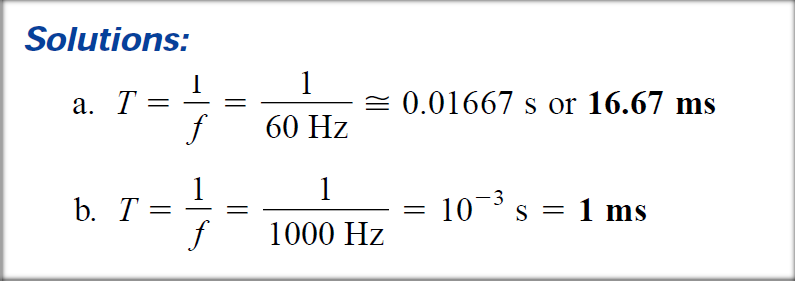 Solutions:
a. T = 1/f = 1/60 Hz ≅ 0.01667 s or 16.67 ms
b. T = 1/f = 1/1000 Hz = 10⁻³ s = 1 ms